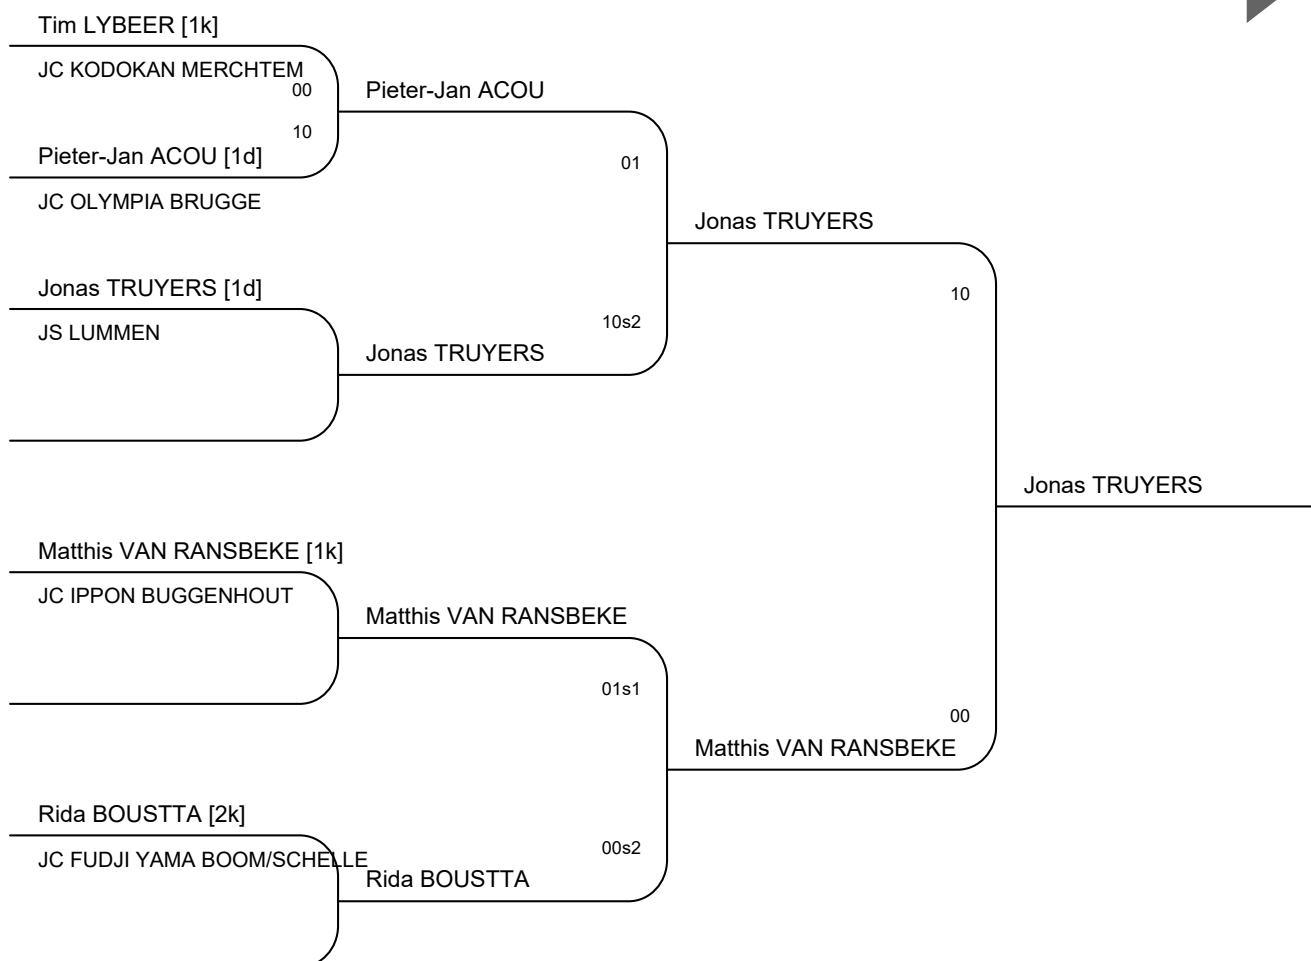 Tim LYBEER [1k]
JC KODOKAN MERCHTEM
00
Pieter-Jan ACOU
10
Pieter-Jan ACOU [1d]
01
JC OLYMPIA BRUGGE
Jonas TRUYERS
Jonas TRUYERS [1d]
10
JS LUMMEN
10s2
Jonas TRUYERS
Jonas TRUYERS
Matthis VAN RANSBEKE [1k]
JC IPPON BUGGENHOUT
Matthis VAN RANSBEKE
01s1
00
Matthis VAN RANSBEKE
Rida BOUSTTA [2k]
JC FUDJI YAMA BOOM/SCHELLE
00s2
Rida BOUSTTA